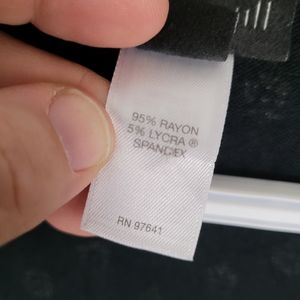 95% RAYON
5% LYCRA ®
SPANDEX
RN 97641